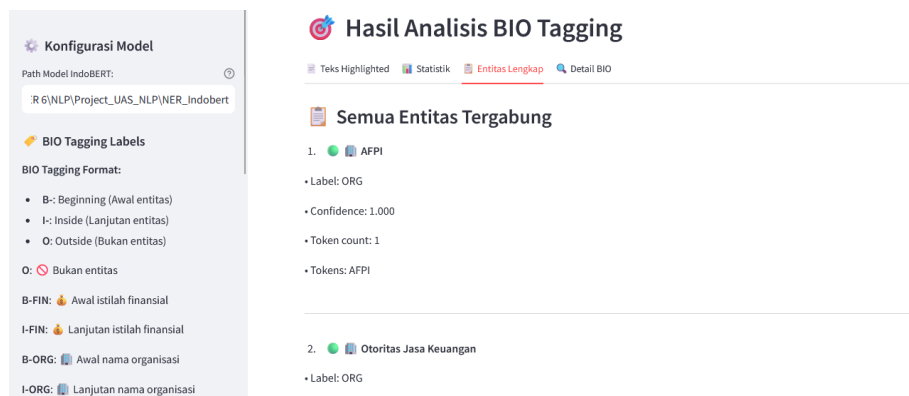 Konfigurasi Model
Path Model IndoBERT:
ER 6\NLP\Project_UAS_NLP\NER_Indobert
BIO Tagging Labels
BIO Tagging Format:
• B-: Beginning (Awal entitas)
• I-: Inside (Lanjutan entitas)
• O: Outside (Bukan entitas)
O: Bukan entitas
B-FIN: Awal istilah finansial
I-FIN: Lanjutan istilah finansial
B-ORG: Awal nama organisasi
I-ORG: Lanjutan nama organisasi
Hasil Analisis BIO Tagging
Teks Highlighted Statistik Entitas Lengkap Detail BIO
Semua Entitas Tergabung
1. AFPI
• Label: ORG
• Confidence: 1.000
• Token count: 1
• Tokens: AFPI
2. Otoritas Jasa Keuangan
• Label: ORG